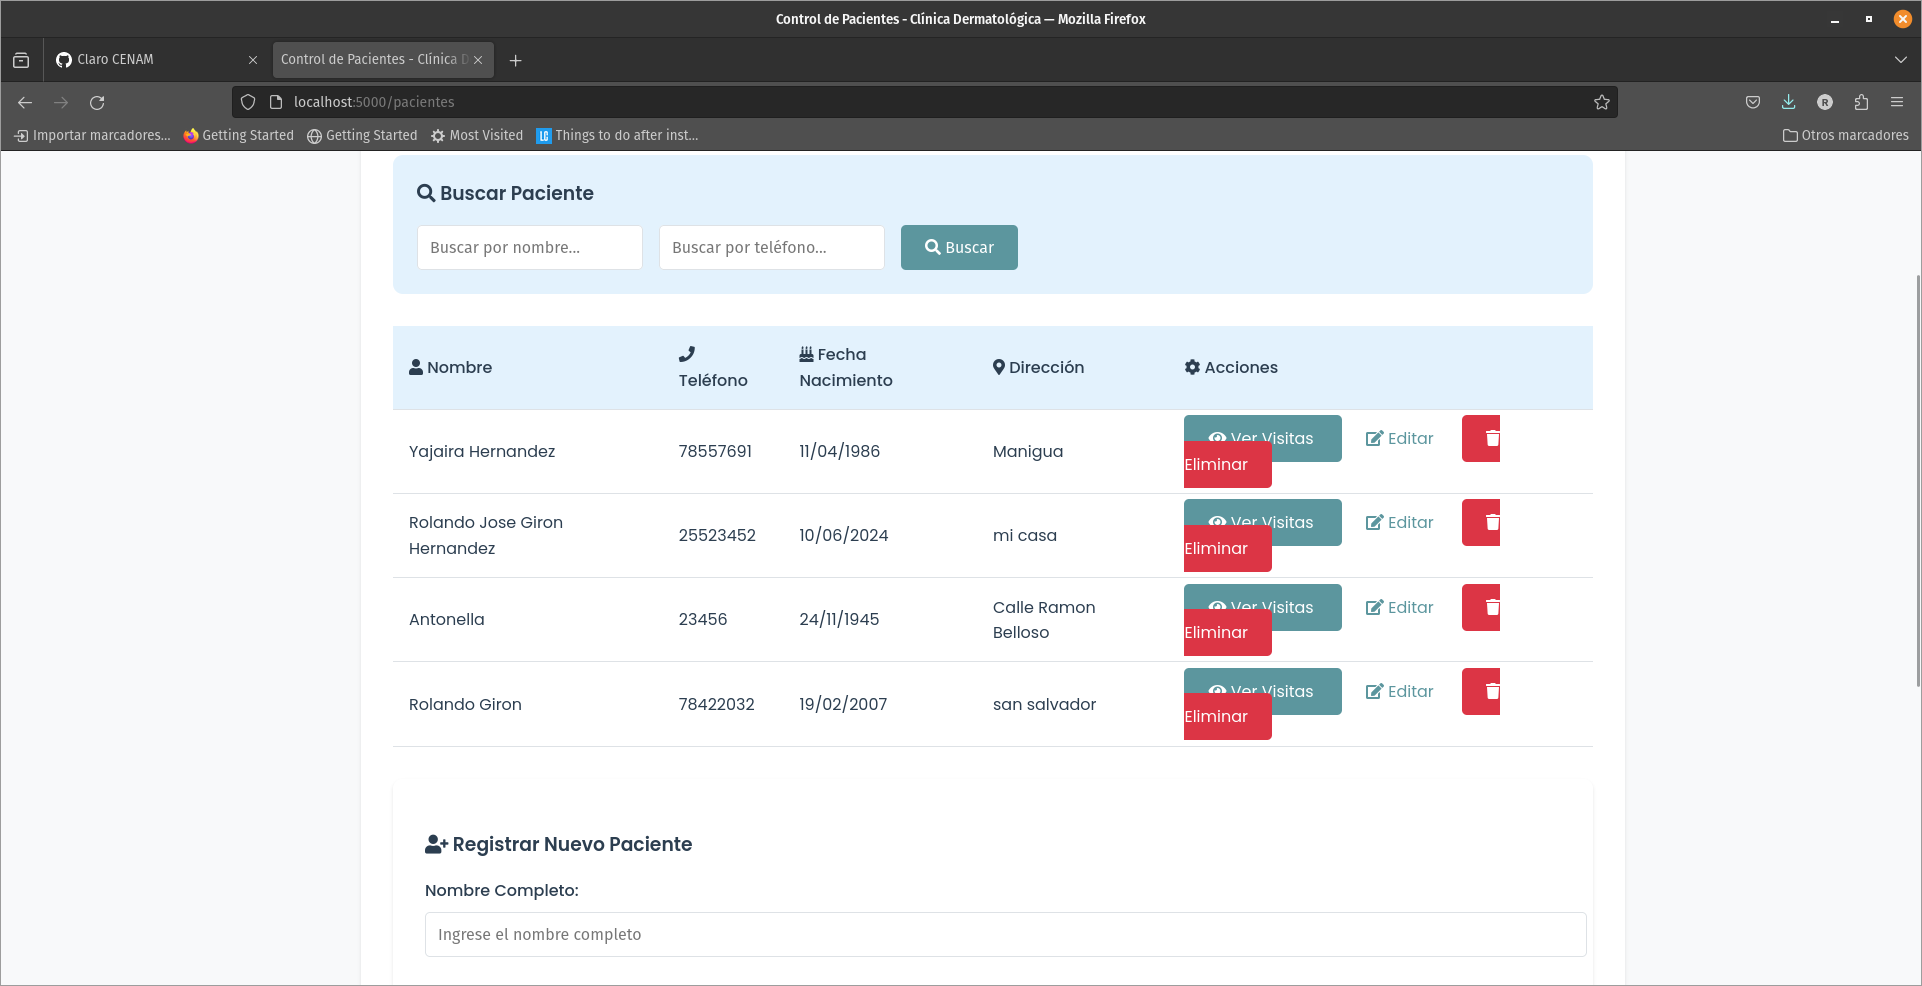 Control de Pacientes - Clínica Dermatológica — Mozilla Firefox
Claro CENAM
Control de Pacientes - Clínica D
localhost:5000/pacientes
Importar marcadores...
Getting Started
Getting Started
Most Visited
Things to do after inst...
Otros marcadores
Buscar Paciente
Buscar por nombre...
Buscar por teléfono...
Buscar
Nombre
Teléfono
Fecha
Nacimiento
Dirección
Acciones
Yajaira Hernandez
78557691
11/04/1986
Manigua
Ver Visitas
Editar
Eliminar
Rolando Jose Giron
Hernandez
25523452
10/06/2024
mi casa
Ver Visitas
Editar
Eliminar
Antonella
23456
24/11/1945
Calle Ramon
Belloso
Ver Visitas
Editar
Eliminar
Rolando Giron
78422032
19/02/2007
san salvador
Ver Visitas
Editar
Eliminar
Registrar Nuevo Paciente
Nombre Completo:
Ingrese el nombre completo